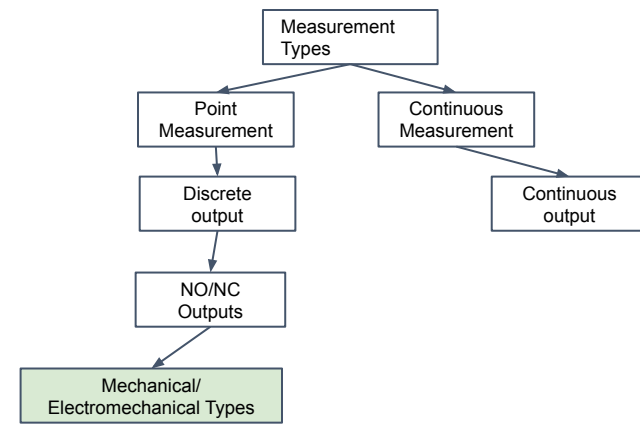 Measurement
Types
Point
Measurement
Continuous
Measurement
Discrete
output
Continuous
output
NO/NC
Outputs
Mechanical/
Electromechanical Types